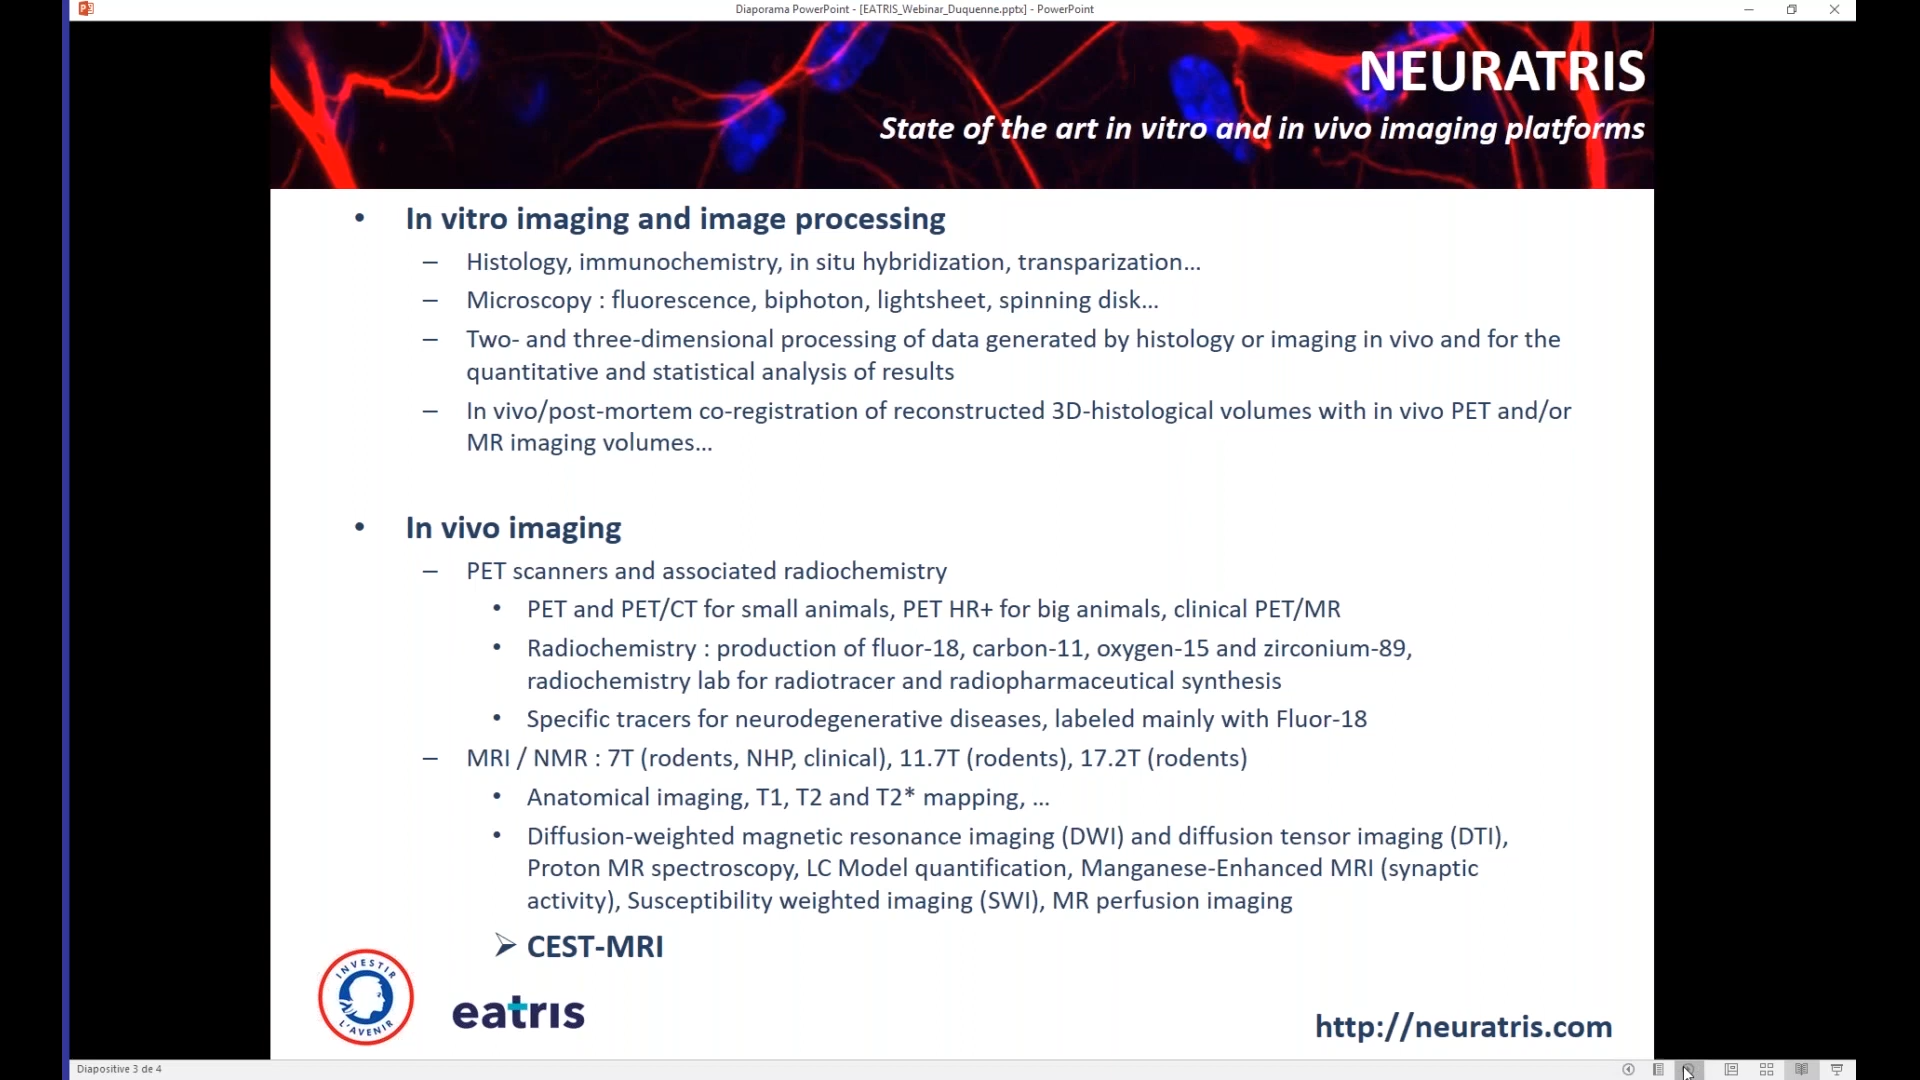 Diaporama PowerPoint - [EATRIS_Webinar_Duquenne.pptx] - PowerPoint
NEURATRIS
State of the art in vitro and in vivo imaging platforms
• In vitro imaging and image processing
– Histology, immunochemistry, in situ hybridization, transparization...
– Microscopy : fluorescence, biphoton, lightsheet, spinning disk...
– Two- and three-dimensional processing of data generated by histology or imaging in vivo and for the
quantitative and statistical analysis of results
– In vivo/post-mortem co-registration of reconstructed 3D-histological volumes with in vivo PET and/or
MR imaging volumes...
• In vivo imaging
– PET scanners and associated radiochemistry
• PET and PET/CT for small animals, PET HR+ for big animals, clinical PET/MR
• Radiochemistry : production of fluor-18, carbon-11, oxygen-15 and zirconium-89,
radiochemistry lab for radiotracer and radiopharmaceutical synthesis
• Specific tracers for neurodegenerative diseases, labeled mainly with Fluor-18
– MRI / NMR : 7T (rodents, NHP, clinical), 11.7T (rodents), 17.2T (rodents)
• Anatomical imaging, T1, T2 and T2* mapping, ...
• Diffusion-weighted magnetic resonance imaging (DWI) and diffusion tensor imaging (DTI),
Proton MR spectroscopy, LC Model quantification, Manganese-Enhanced MRI (synaptic
activity), Susceptibility weighted imaging (SWI), MR perfusion imaging
➢ CEST-MRI
INVESTIR
L'AVENIR
eatris
http://neuratris.com
Diapositive 3 de 4